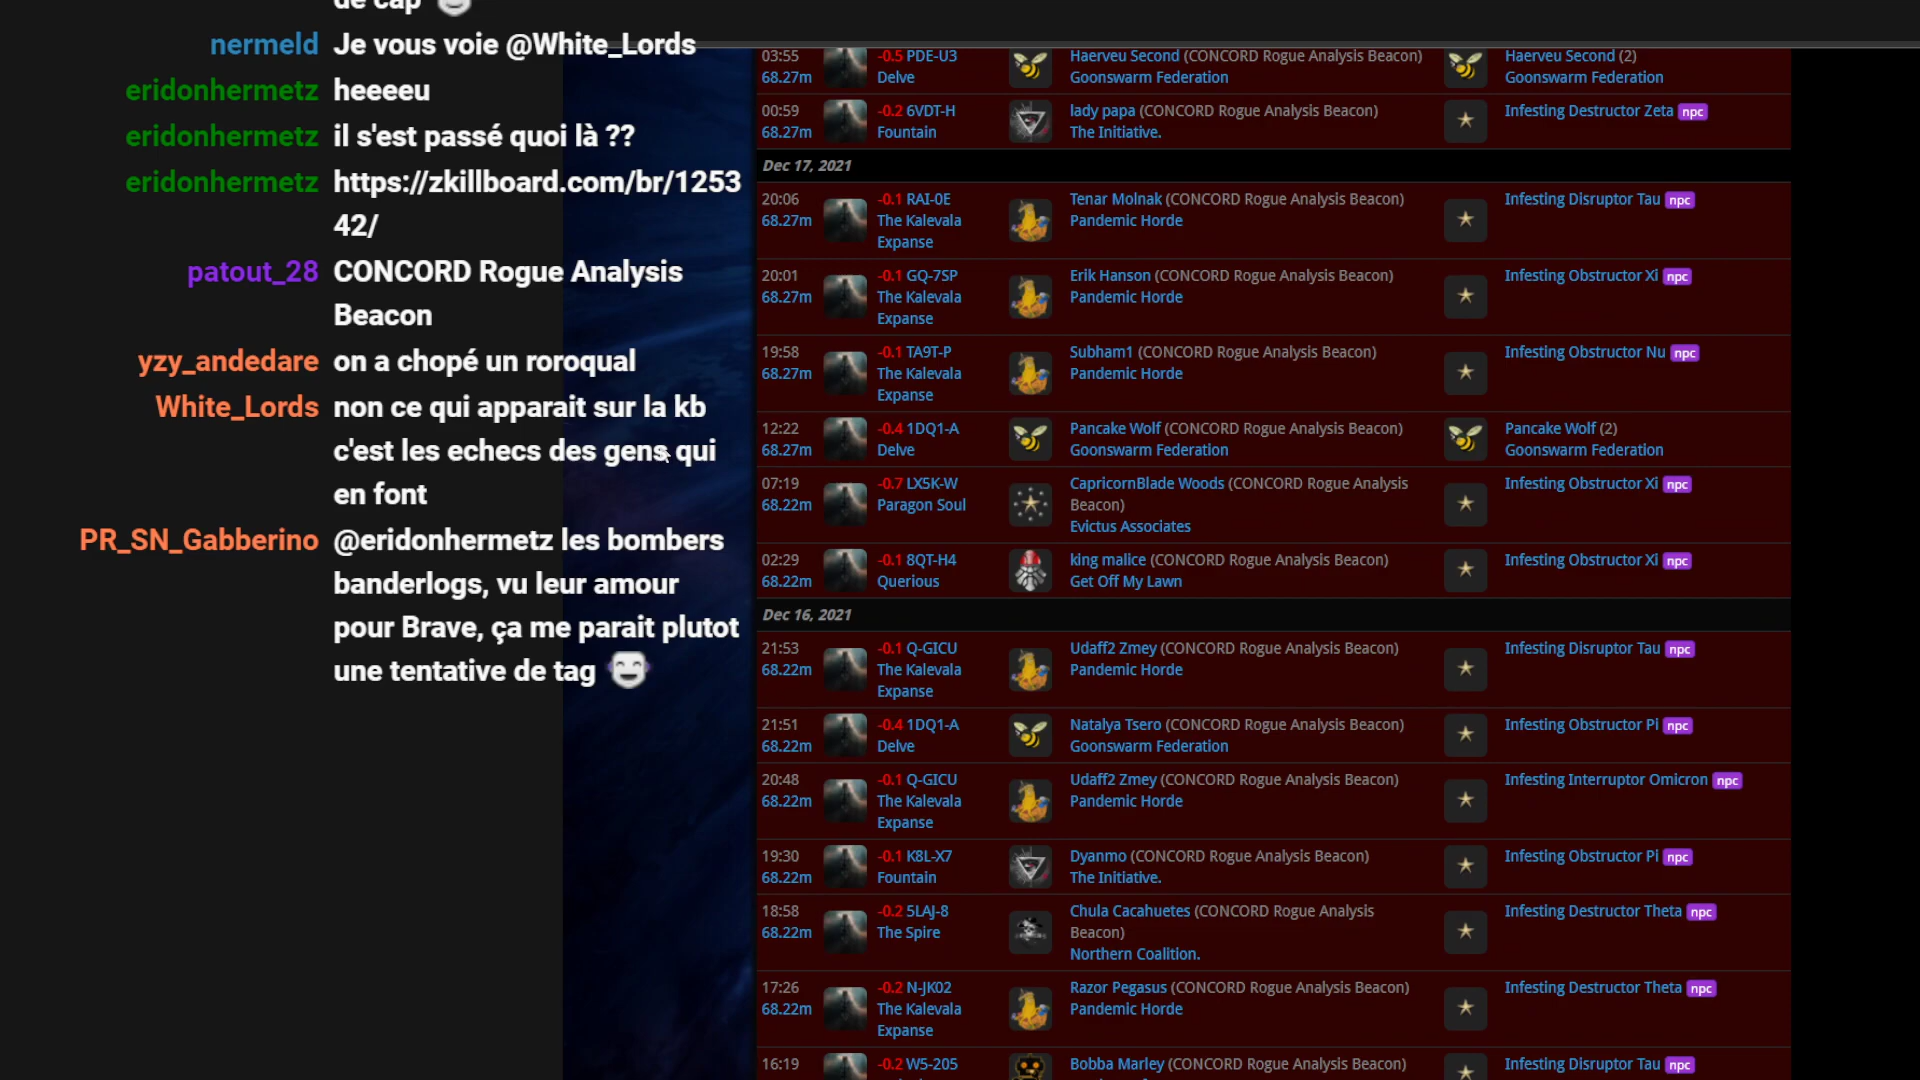 de cap
nermeld Je vous voie @White_Lords
eridonhermetz heeeeu
eridonhermetz il s'est passé quoi là ??
eridonhermetz https://zkillboard.com/br/1253
42/
patout_28 CONCORD Rogue Analysis
Beacon
yzy_andedare on a chopé un roroqual
White_Lords non ce qui apparait sur la kb
c'est les echecs des gens qui
en font
PR_SN_Gabberino @eridonhermetz les bombers
banderlogs, vu leur amour
pour Brave, ça me parait plutot
une tentative de tag
03:55 -0.5 PDE-U3 Haerveu Second (CONCORD Rogue Analysis Beacon) Haerveu Second (2)
68.27m Delve Goonswarm Federation Goonswarm Federation
00:59 -0.2 6VDT-H lady papa (CONCORD Rogue Analysis Beacon) Infesting Destructor Zeta npc
68.27m Fountain The Initiative.
Dec 17, 2021
20:06 -0.1 RAI-0E Tenar Molnak (CONCORD Rogue Analysis Beacon) Infesting Disruptor Tau npc
68.27m The Kalevala Pandemic Horde
Expanse
20:01 -0.1 GQ-7SP Erik Hanson (CONCORD Rogue Analysis Beacon) Infesting Obstructor Xi npc
68.27m The Kalevala Pandemic Horde
Expanse
19:58 -0.1 TA9T-P Subham1 (CONCORD Rogue Analysis Beacon) Infesting Obstructor Nu npc
68.27m The Kalevala Pandemic Horde
Expanse
12:22 -0.4 1DQ1-A Pancake Wolf (CONCORD Rogue Analysis Beacon) Pancake Wolf (2)
68.27m Delve Goonswarm Federation Goonswarm Federation
07:19 -0.7 LX5K-W CapricornBlade Woods (CONCORD Rogue Analysis Infesting Obstructor Xi npc
68.22m Paragon Soul Beacon)
Evictus Associates
02:29 -0.1 8QT-H4 king malice (CONCORD Rogue Analysis Beacon) Infesting Obstructor Xi npc
68.22m Querious Get Off My Lawn
Dec 16, 2021
21:53 -0.1 Q-GICU Udaff2 Zmey (CONCORD Rogue Analysis Beacon) Infesting Disruptor Tau npc
68.22m The Kalevala Pandemic Horde
Expanse
21:51 -0.4 1DQ1-A Natalya Tsero (CONCORD Rogue Analysis Beacon) Infesting Obstructor Pi npc
68.22m Delve Goonswarm Federation
20:48 -0.1 Q-GICU Udaff2 Zmey (CONCORD Rogue Analysis Beacon) Infesting Interruptor Omicron npc
68.22m The Kalevala Pandemic Horde
Expanse
19:30 -0.1 K8L-X7 Dyanmo (CONCORD Rogue Analysis Beacon) Infesting Obstructor Pi npc
68.22m Fountain The Initiative.
18:58 -0.2 5LAJ-8 Chula Cacahuetes (CONCORD Rogue Analysis Infesting Destructor Theta npc
68.22m The Spire Beacon)
Northern Coalition.
17:26 -0.2 N-JK02 Razor Pegasus (CONCORD Rogue Analysis Beacon) Infesting Destructor Theta npc
68.22m The Kalevala Pandemic Horde
Expanse
16:19 -0.2 W5-205 Bobba Marley (CONCORD Rogue Analysis Beacon) Infesting Disruptor Tau npc